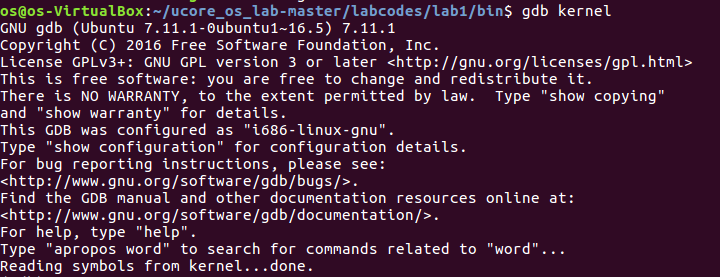 os@os-VirtualBox:~/ucore_os_lab-master/labcodes/lab1/bin$ gdb kernel
GNU gdb (Ubuntu 7.11.1-0ubuntu1~16.5) 7.11.1
Copyright (C) 2016 Free Software Foundation, Inc.
License GPLv3+: GNU GPL version 3 or later <http://gnu.org/licenses/gpl.html>
This is free software: you are free to change and redistribute it.
There is NO WARRANTY, to the extent permitted by law.  Type "show copying"
and "show warranty" for details.
This GDB was configured as "i686-linux-gnu".
Type "show configuration" for configuration details.
For bug reporting instructions, please see:
<http://www.gnu.org/software/gdb/bugs/>.
Find the GDB manual and other documentation resources online at:
<http://www.gnu.org/software/gdb/documentation/>.
For help, type "help".
Type "apropos word" to search for commands related to "word"...
Reading symbols from kernel...done.